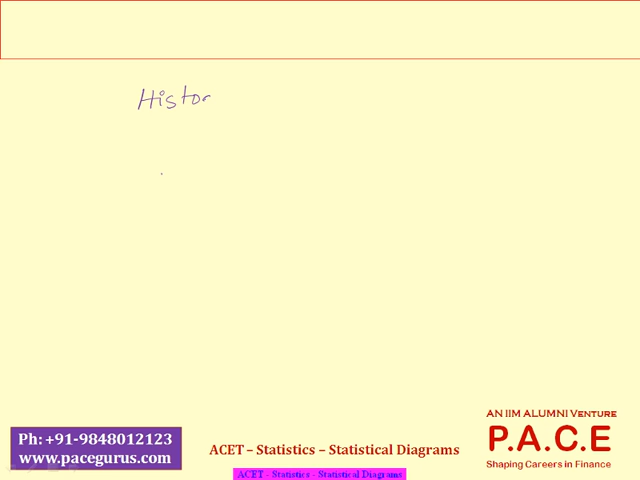 Histor
AN IIM ALUMNI VENTURE
P.A.C.E
Shaping Careers in Finance
Ph: +91-9848012123
www.pacegurus.com
ACET – Statistics – Statistical Diagrams
ACET - Statistics - Statistical Diagrams